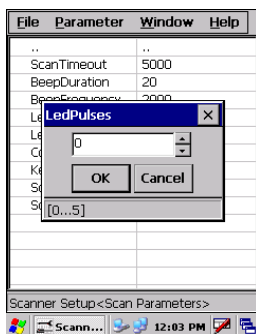 File Parameter Window Help
.. ..
ScanTimeout 5000
BeepDuration 20
BeepFrequency 2000
LedPulses
0
OK Cancel
[0...5]
Scanner Setup<Scan Parameters>
Scann... 12:03 PM